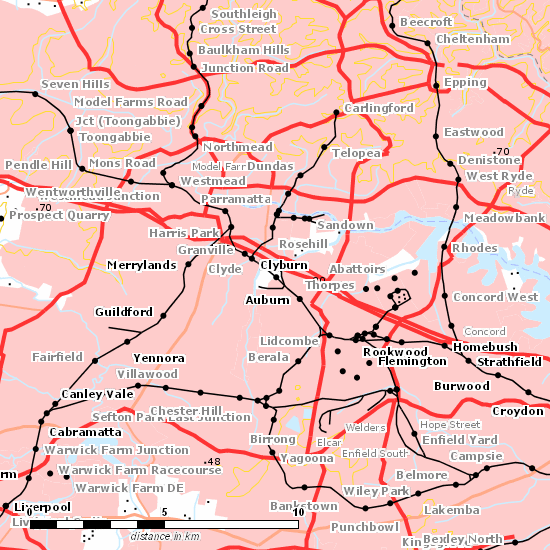 Southleigh
Cross Street
Beecroft
Cheltenham
Baulkham Hills
Junction Road
Seven Hills
Epping
Model Farms Road
Carlingford
Jct (Toongabbie)
Toongabbie
Eastwood
Northmead
Telopea
70
Denistone
Pendle Hill
Mons Road
Model Farm
Dundas
West Ryde
Westmead
Ryde
Wentworthville
Junction
Parramatta
70
Prospect Quarry
Meadowbank
Sandown
Harris Park
Rosehill
Granville
Rhodes
Merrylands
Clyde
Clyburn
Abattoirs
Auburn
Thorpes
Concord West
Guildford
Concord
Lidcombe
Homebush
Fairfield
Yennora
Berala
Rookwood
Flemington
Strathfield
Villawood
Burwood
Canley Vale
Chester Hill
Croydon
Sefton Park East Junction
Cabramatta
Welders
Hope Street
Birrong
Elcar
Enfield Yard
Warwick Farm Junction
Enfield South
Campsie
48
Yagoona
Warwick Farm Racecourse
Belmore
Warwick Farm DE
Wiley Park
Liverpool
Bankstown
Lakemba
0
5
10
Punchbowl
distance in km
Bexley North